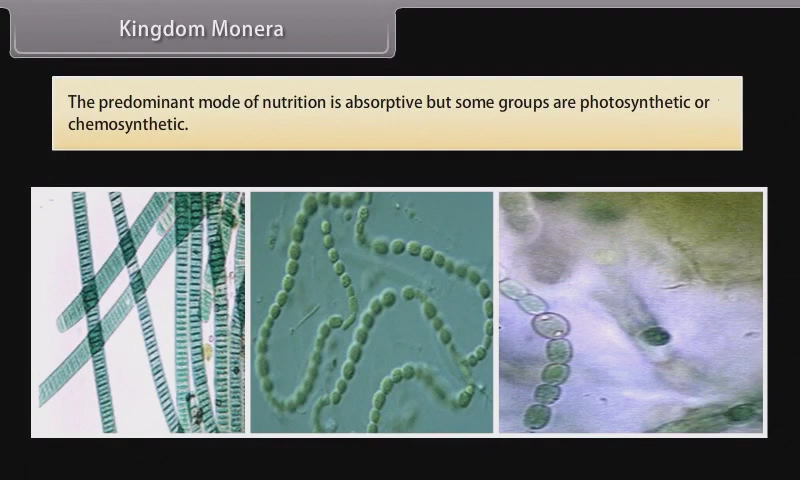 Kingdom Monera
The predominant mode of nutrition is absorptive but some groups are photosynthetic or
chemosynthetic.